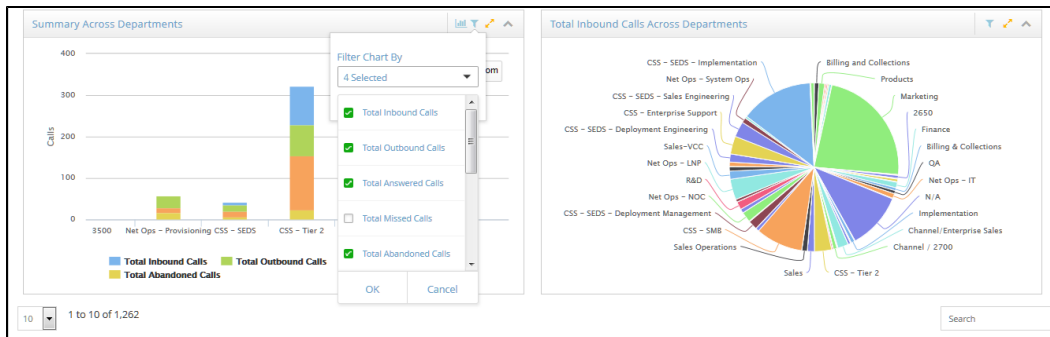 Summary Across Departments
400
300
200
100
0
Calls
3500
Net Ops - Provisioning
CSS - SEDS
CSS - Tier 2
Total Inbound Calls
Total Outbound Calls
Total Abandoned Calls
om
Filter Chart By
4 Selected
Total Inbound Calls
Total Outbound Calls
Total Answered Calls
Total Missed Calls
Total Abandoned Calls
OK
Cancel
Total Inbound Calls Across Departments
CSS - SEDS - Implementation
Net Ops - System Ops
CSS - SEDS - Sales Engineering
CSS - Enterprise Support
CSS - SEDS - Deployment Engineering
Sales-VCC
Net Ops - LNP
R&D
Net Ops - NOC
CSS - SEDS - Deployment Management
CSS - SMB
Sales Operations
Sales
Billing and Collections
Products
Marketing
2650
Finance
Billing & Collections
QA
Net Ops - IT
N/A
Implementation
Channel/Enterprise Sales
Channel / 2700
CSS - Tier 2
10
1 to 10 of 1,262
Search